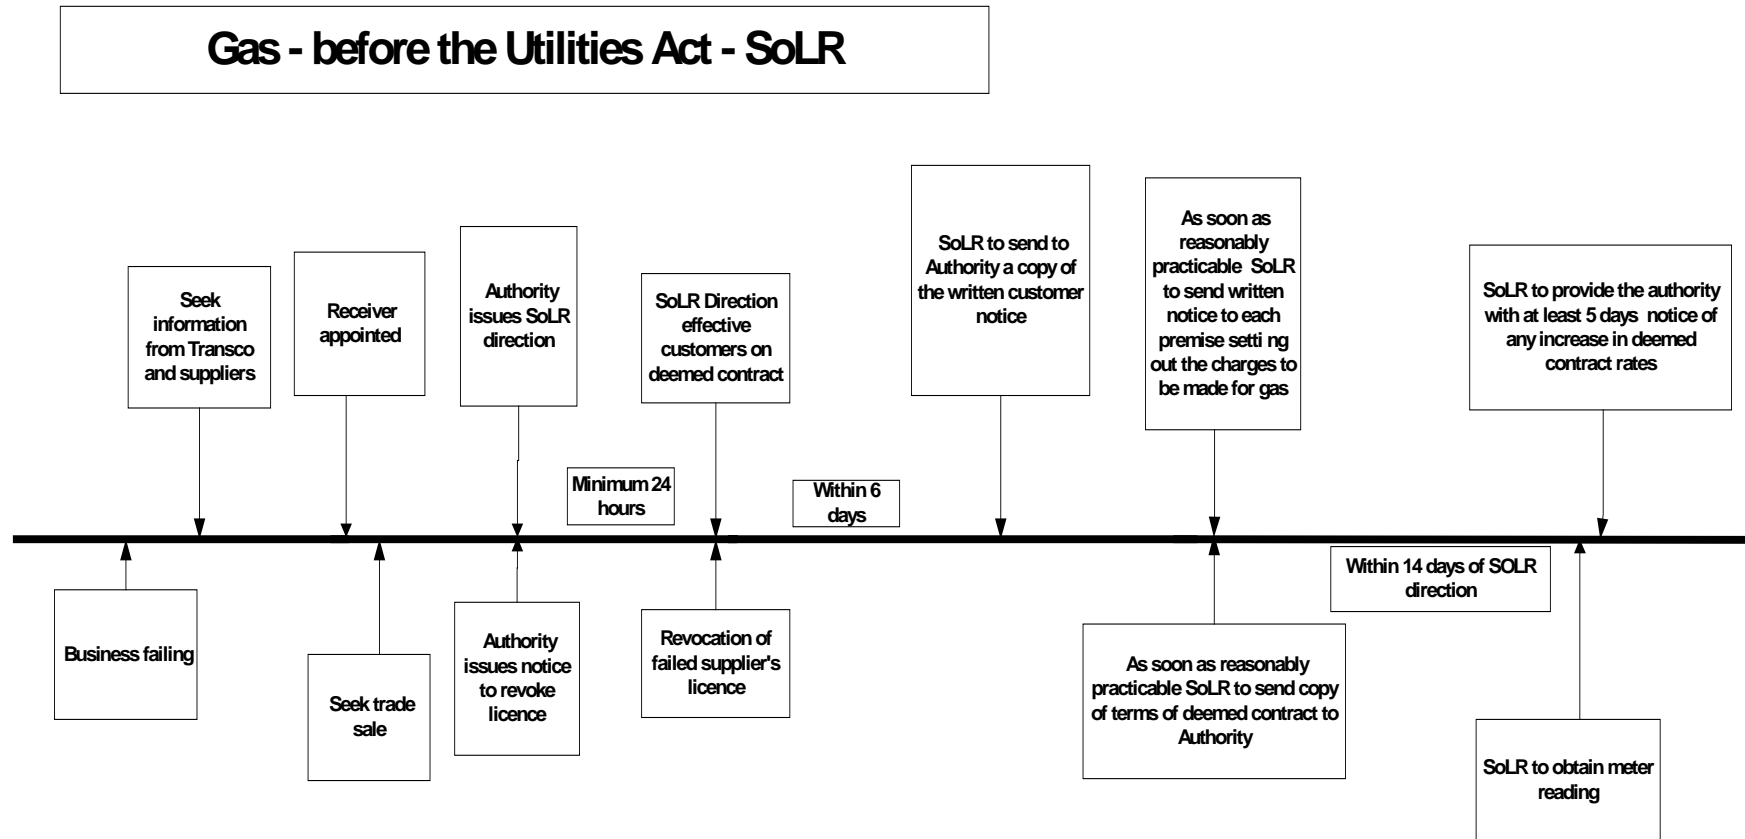 Gas - before the Utilities Act - SoLR
Seek
information
from Transco
and suppliers
Receiver
appointed
Authority
issues SoLR
direction
SoLR Direction
effective
customers on
deemed contract
SoLR to send to
Authority a copy of
the written customer
notice
As soon as
reasonably
practicable SoLR
to send written
notice to each
premise setti ng
out the charges to
be made for gas
SoLR to provide the authority
with at least 5 days notice of
any increase in deemed
contract rates
Minimum 24
hours
Within 6
days
Within 14 days of SOLR
direction
Business failing
Seek trade
sale
Authority
issues notice
to revoke
licence
Revocation of
failed supplier's
licence
As soon as reasonably
practicable SoLR to send copy
of terms of deemed contract to
Authority
SoLR to obtain meter
reading